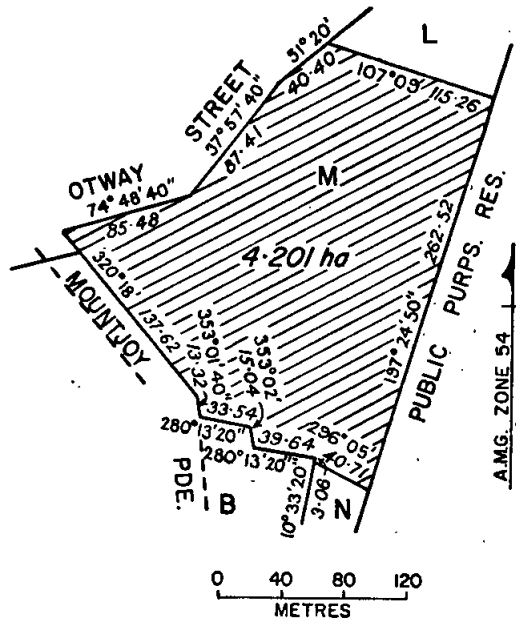 51° 20'
L
40·40
107° 09' 115·26
STREET
37° 57' 40"
87·41
OTWAY
74° 48' 40"
85·48
M
4·201 ha
262·52
197° 24' 50"
PUBLIC PURPS. RES.
A.M.G. ZONE 54
320° 18'
137·62
MOUNTJOY
353° 01' 40"
13·32
353° 02'
15·04
33·54
280° 13' 20"
39·64
280° 13' 20"
296° 05'
40·71
PDE.
B
10° 33' 20"
3·06
N
0 40 80 120
METRES